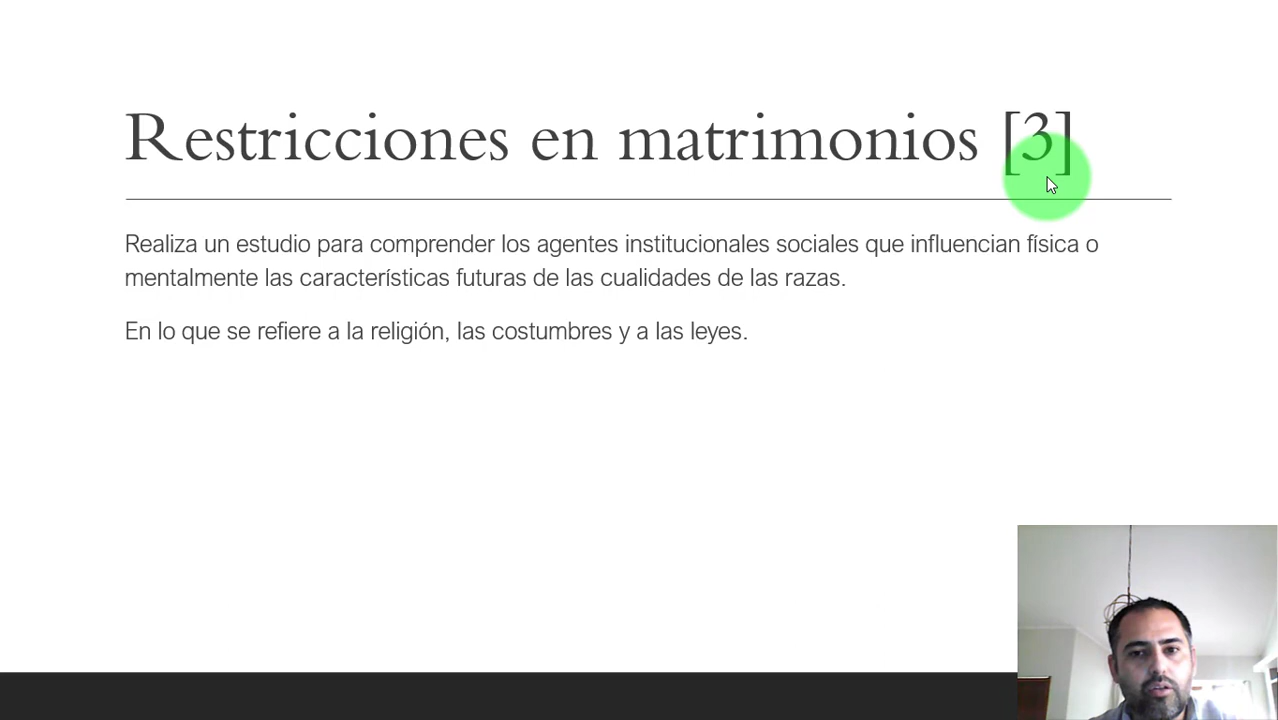 Restricciones en matrimonios [3]
Realiza un estudio para comprender los agentes institucionales sociales que influencian física o
mentalmente las características futuras de las cualidades de las razas.
En lo que se refiere a la religión, las costumbres y a las leyes.